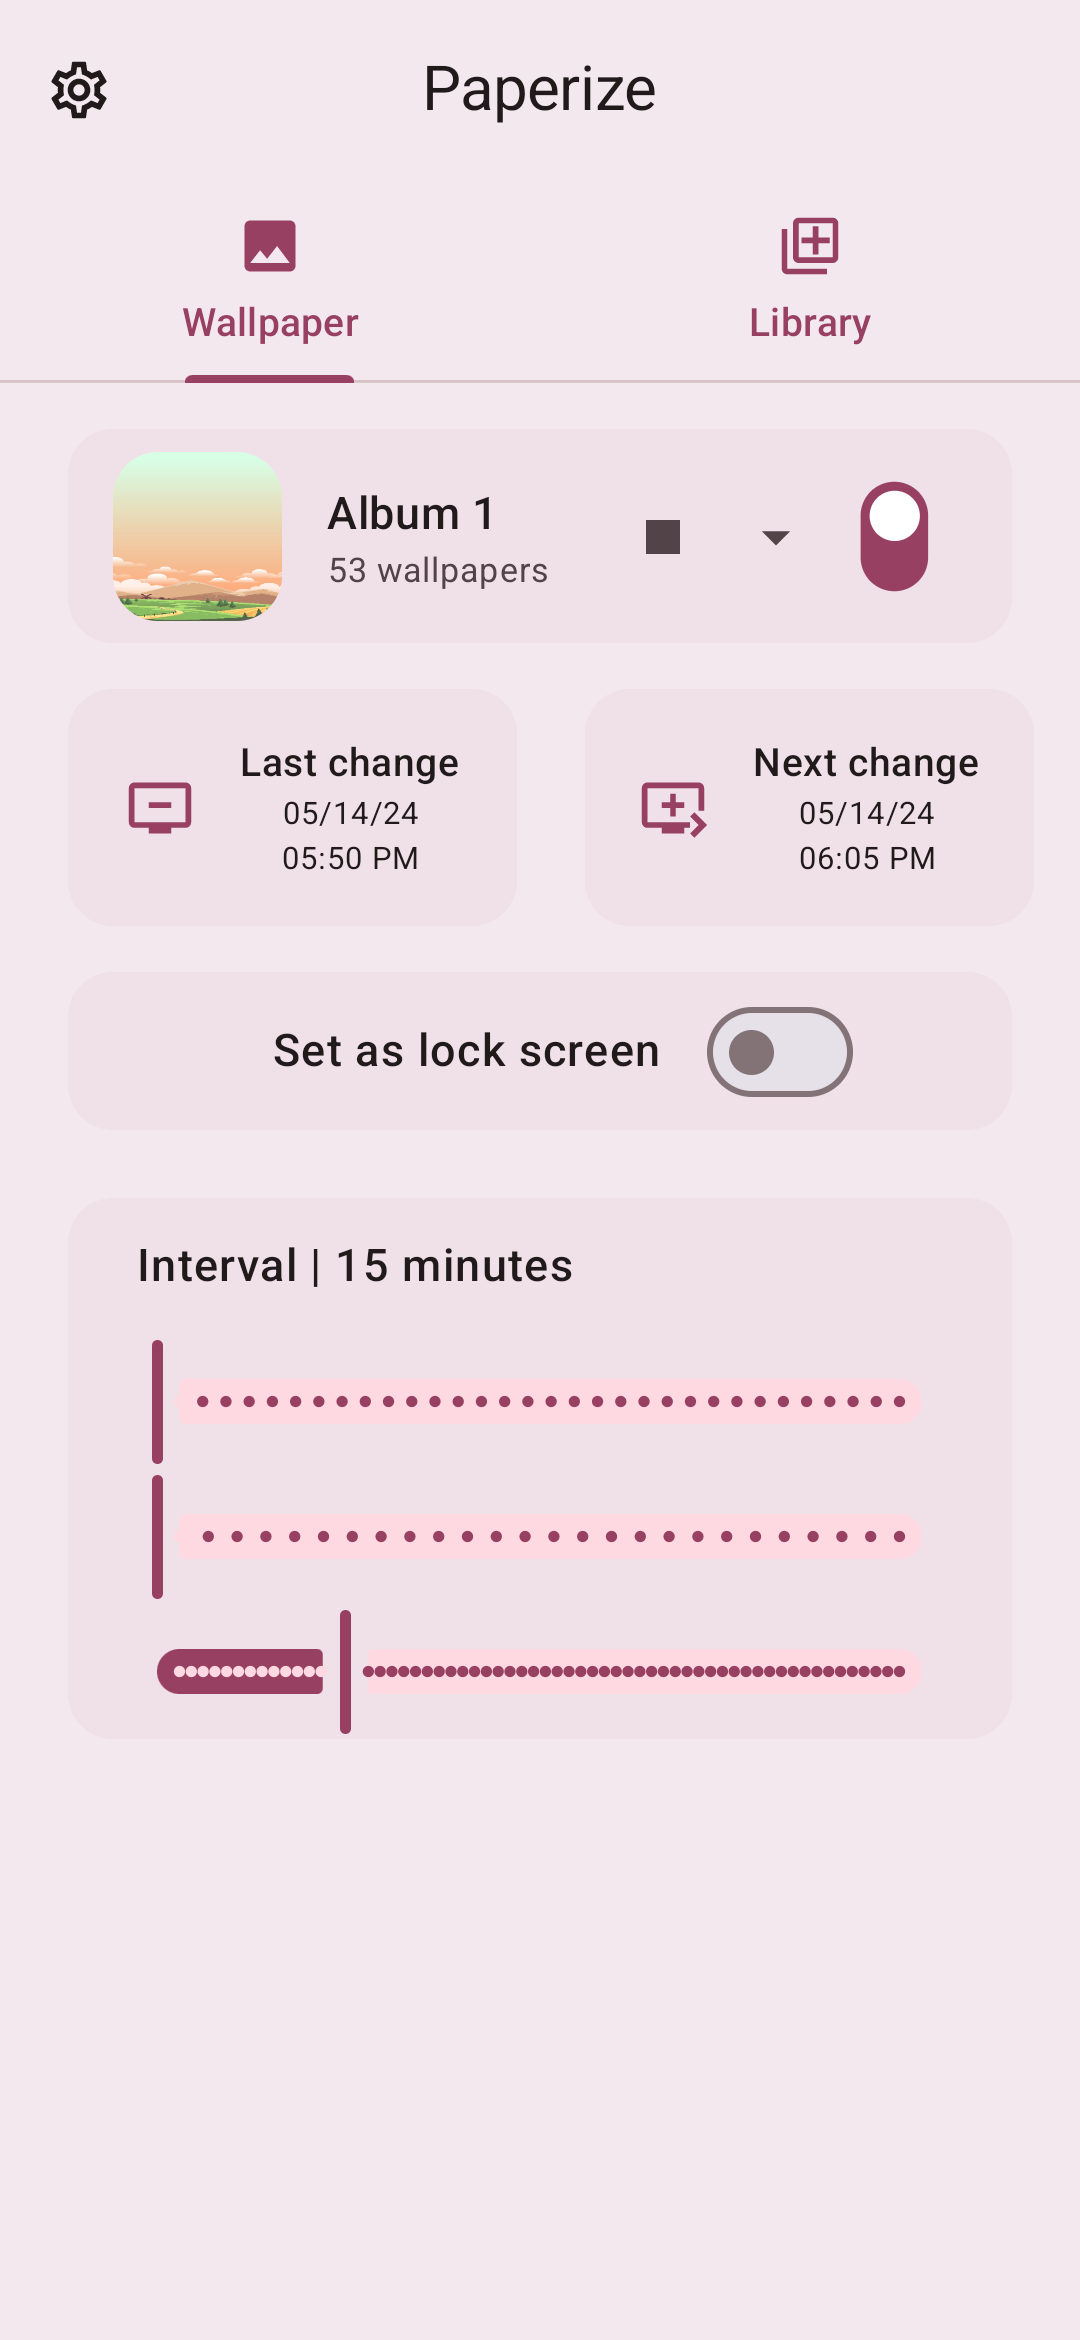 Paperize
Wallpaper
Library
Album 1
53 wallpapers
Last change
05/14/24
05:50 PM
Next change
05/14/24
06:05 PM
Set as lock screen
Interval | 15 minutes